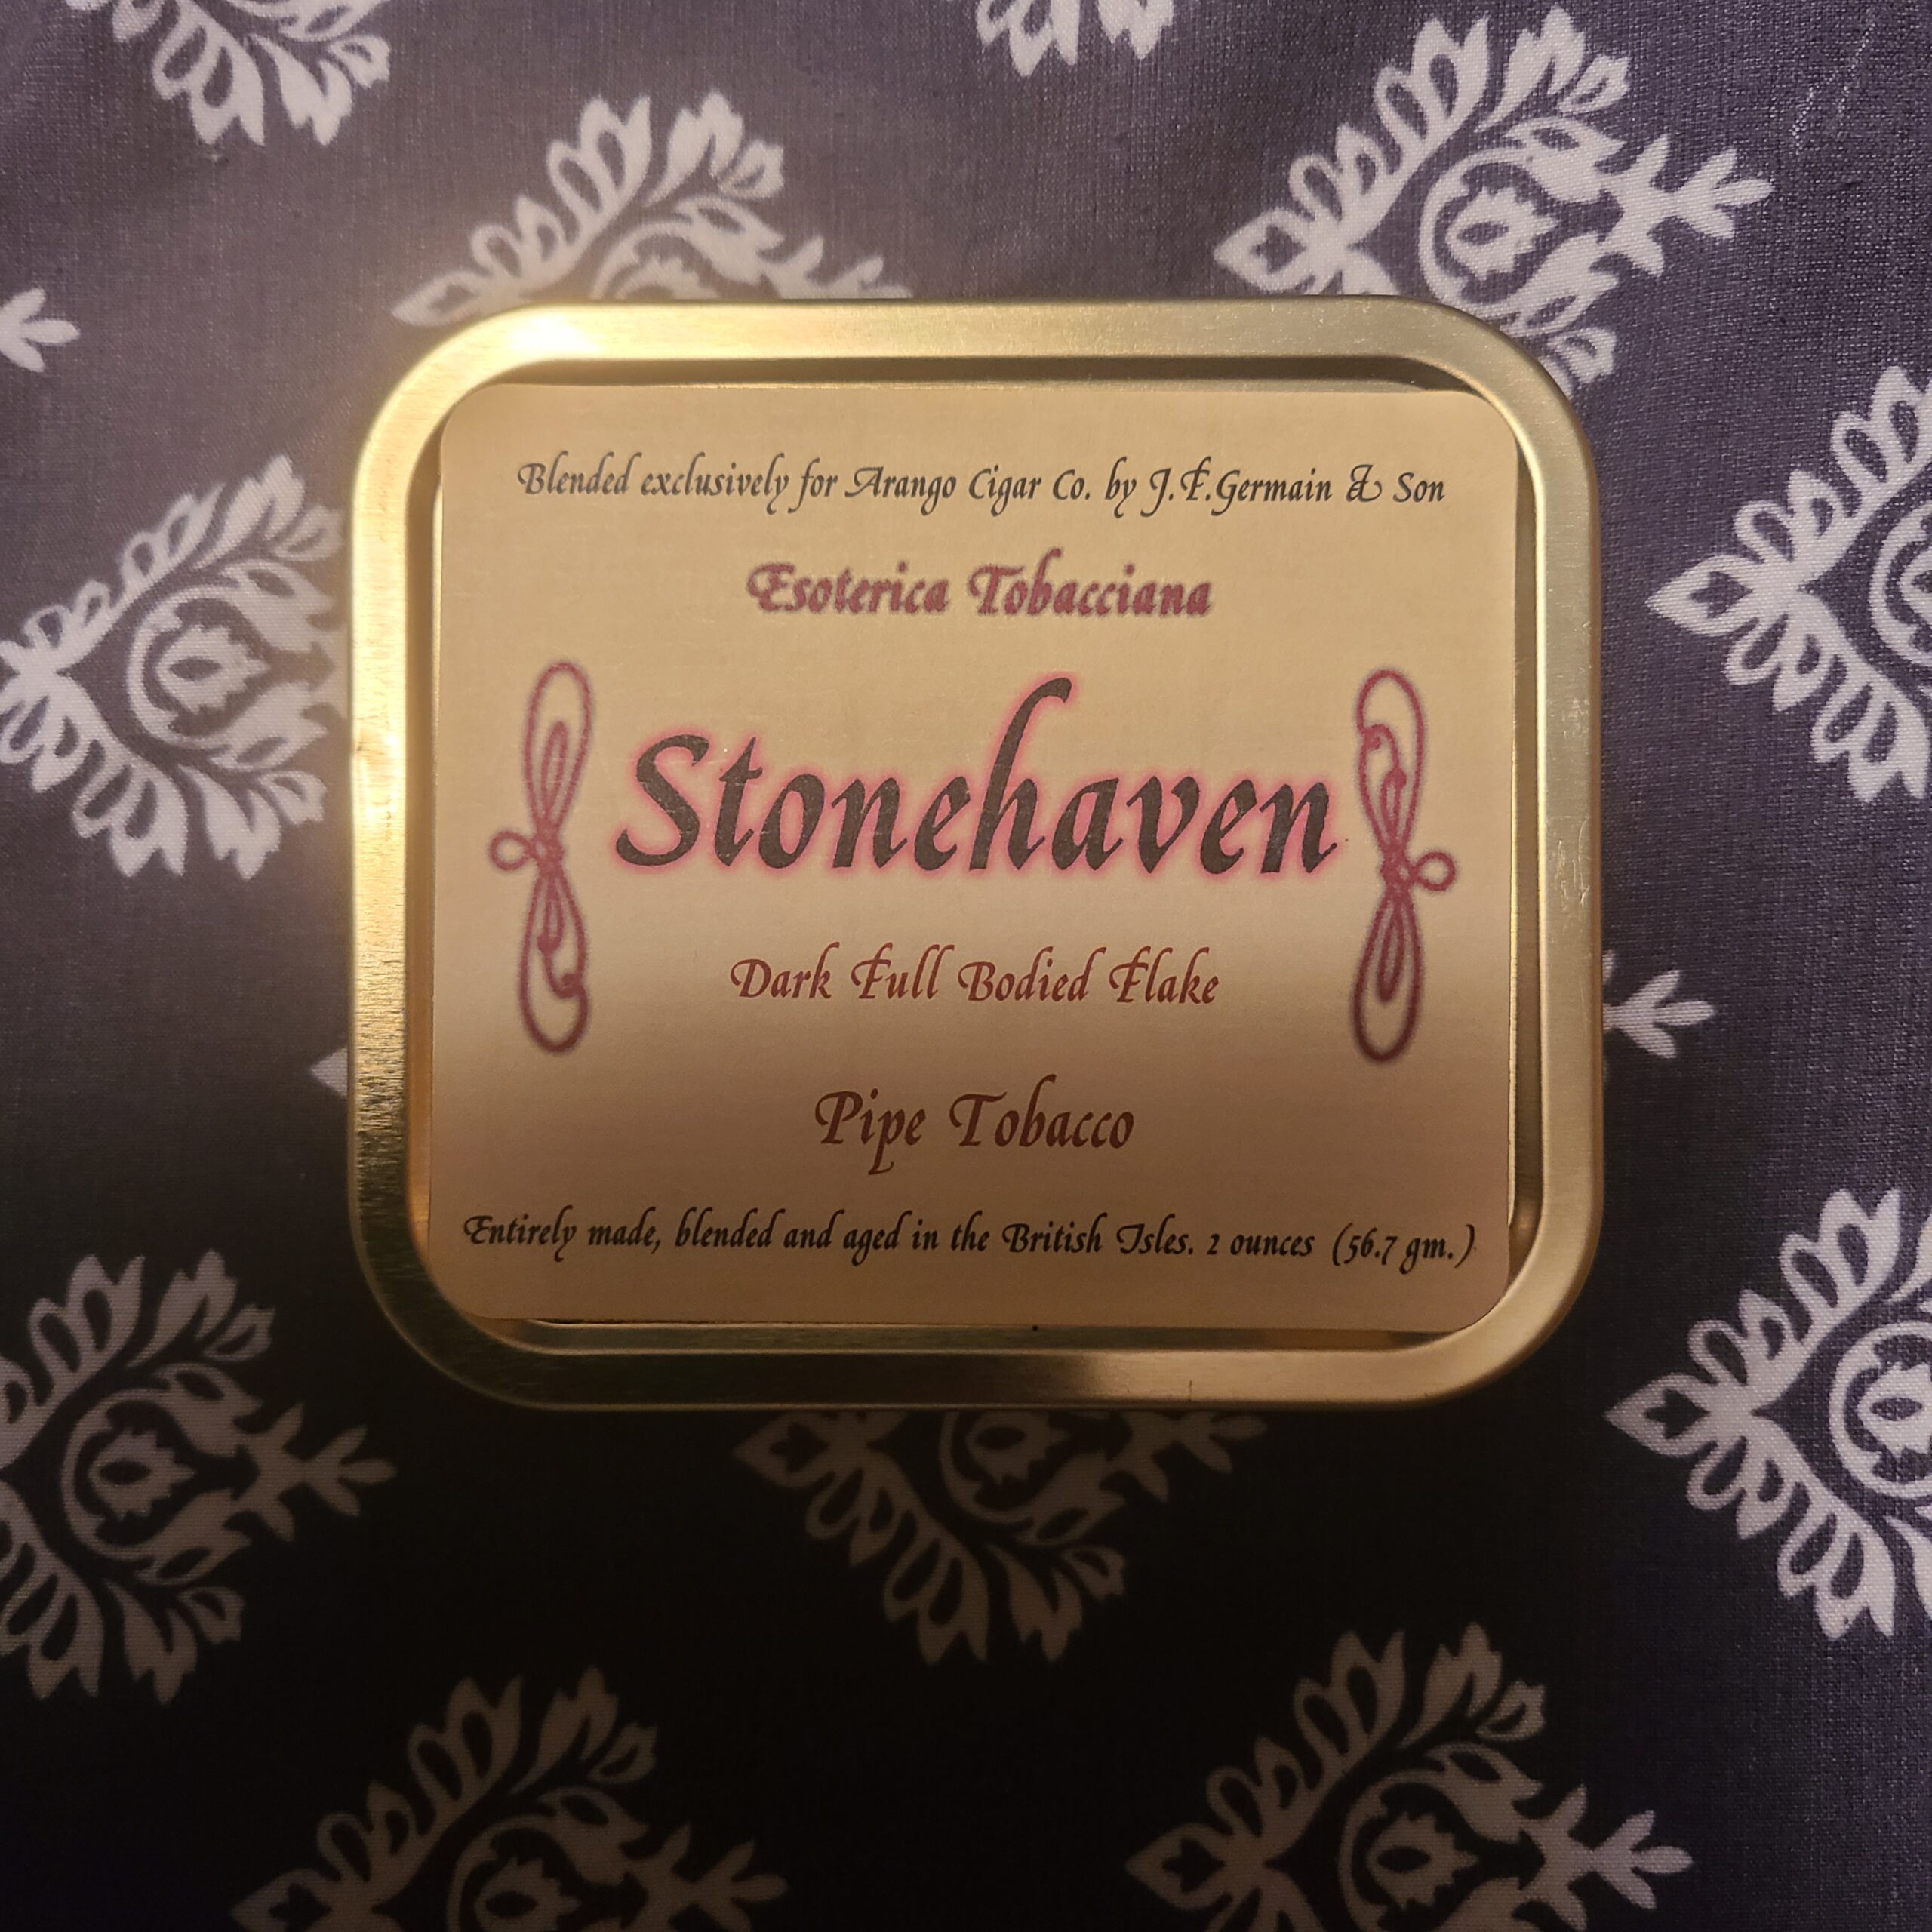 Blended exclusively for Arango Cigar Co. by J.F.Germain & Son
Esoterica Tobacciana
Stonehaven
Dark Full Bodied Flake
Pipe Tobacco
Entirely made, blended and aged in the British Isles. 2 ounces (56.7 gm.)